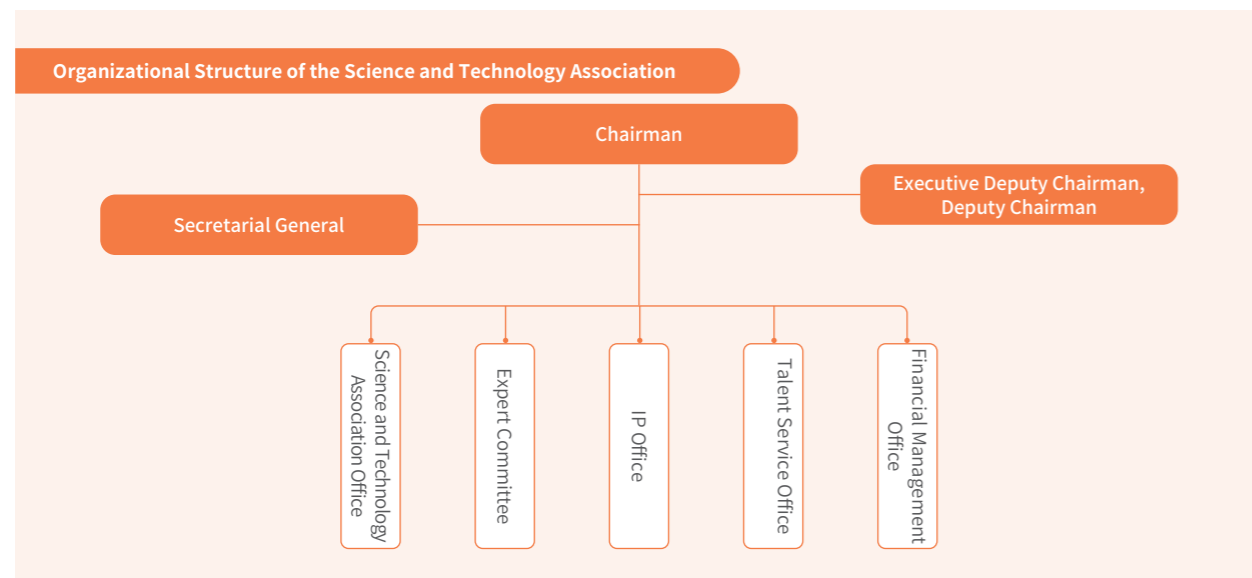 Organizational Structure of the Science and Technology Association
Chairman
Executive Deputy Chairman,
Deputy Chairman
Secretarial General
Science and Technology
Association Office
Expert Committee
IP Office
Talent Service Office
Financial Management
Office